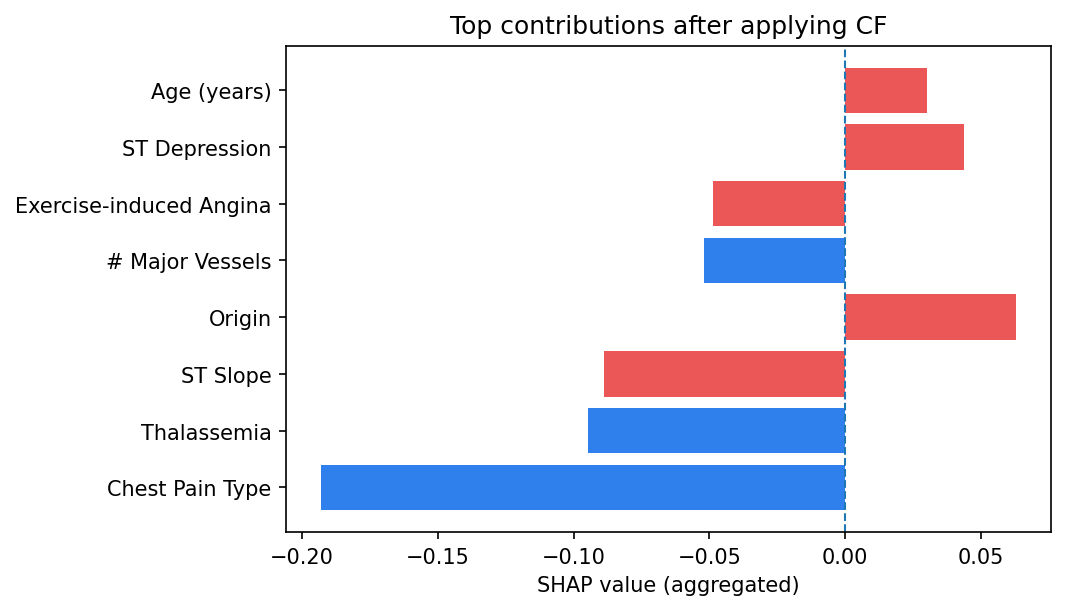 Top contributions after applying CF
Age (years)
ST Depression
Exercise-induced Angina
# Major Vessels
Origin
ST Slope
Thalassemia
Chest Pain Type
−0.20 −0.15 −0.10 −0.05 0.00 0.05
SHAP value (aggregated)